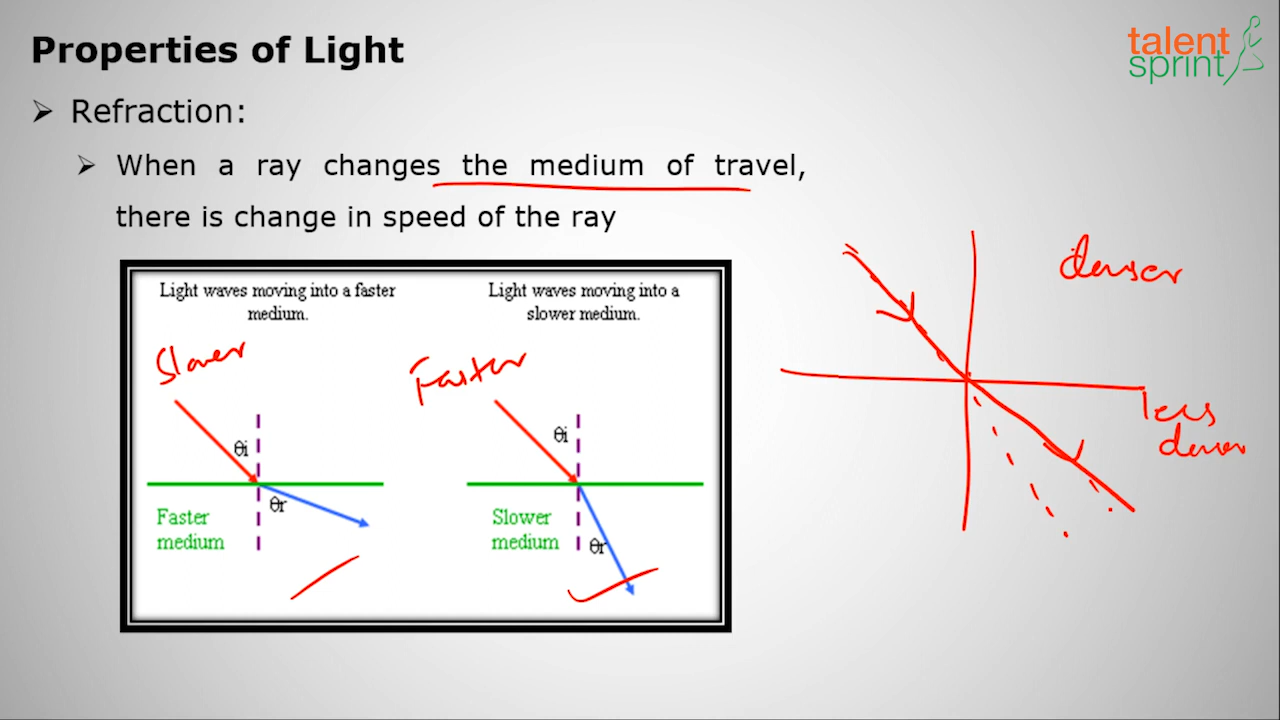 Properties of Light
talent
sprint
Refraction:
When a ray changes the medium of travel,
there is change in speed of the ray
denser
Light waves moving into a faster
medium.
Light waves moving into a
slower medium.
Slower
Faster
θi
θi
less
denser
θr
Faster
medium
Slower
medium
θr